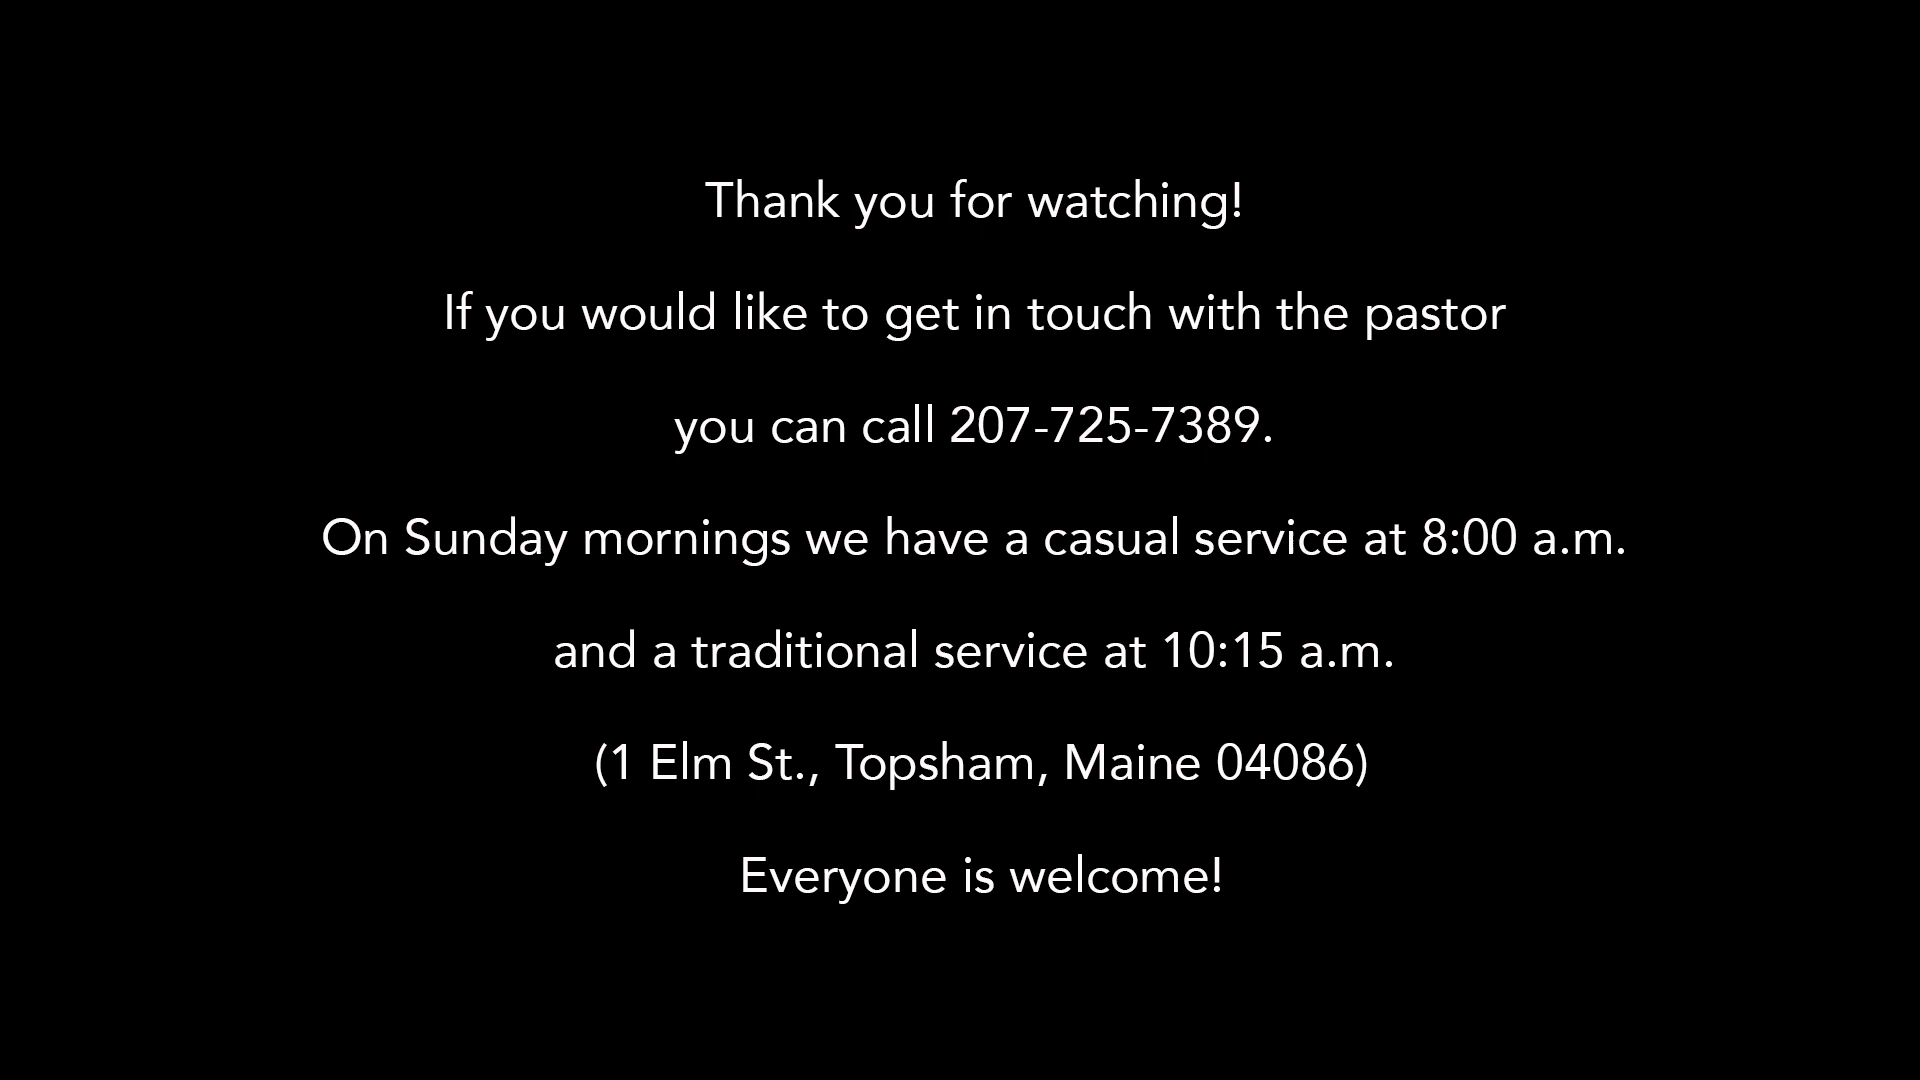 Thank you for watching!
If you would like to get in touch with the pastor
you can call 207-725-7389.
On Sunday mornings we have a casual service at 8:00 a.m.
and a traditional service at 10:15 a.m.
(1 Elm St., Topsham, Maine 04086)
Everyone is welcome!